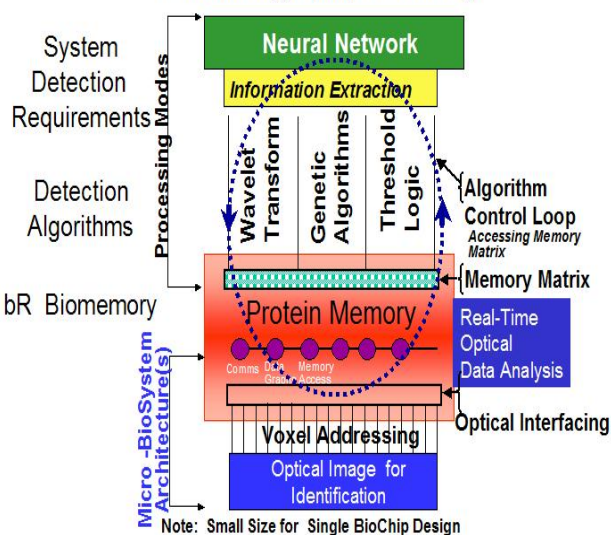 System
Detection
Requirements
Detection
Algorithms
bR Biomemory
Processing Modes
Micro -BioSystem
Architecture(s)
Neural Network
Information Extraction
Wavelet
Transform
Genetic
Algorithms
Threshold
Logic
Algorithm
Control Loop
Accessing Memory
Matrix
Memory Matrix
Protein Memory
Comms
Data
Graphic
Memory
Access
Real-Time
Optical
Data Analysis
Optical Interfacing
Voxel Addressing
Optical Image for
Identification
Note: Small Size for Single BioChip Design